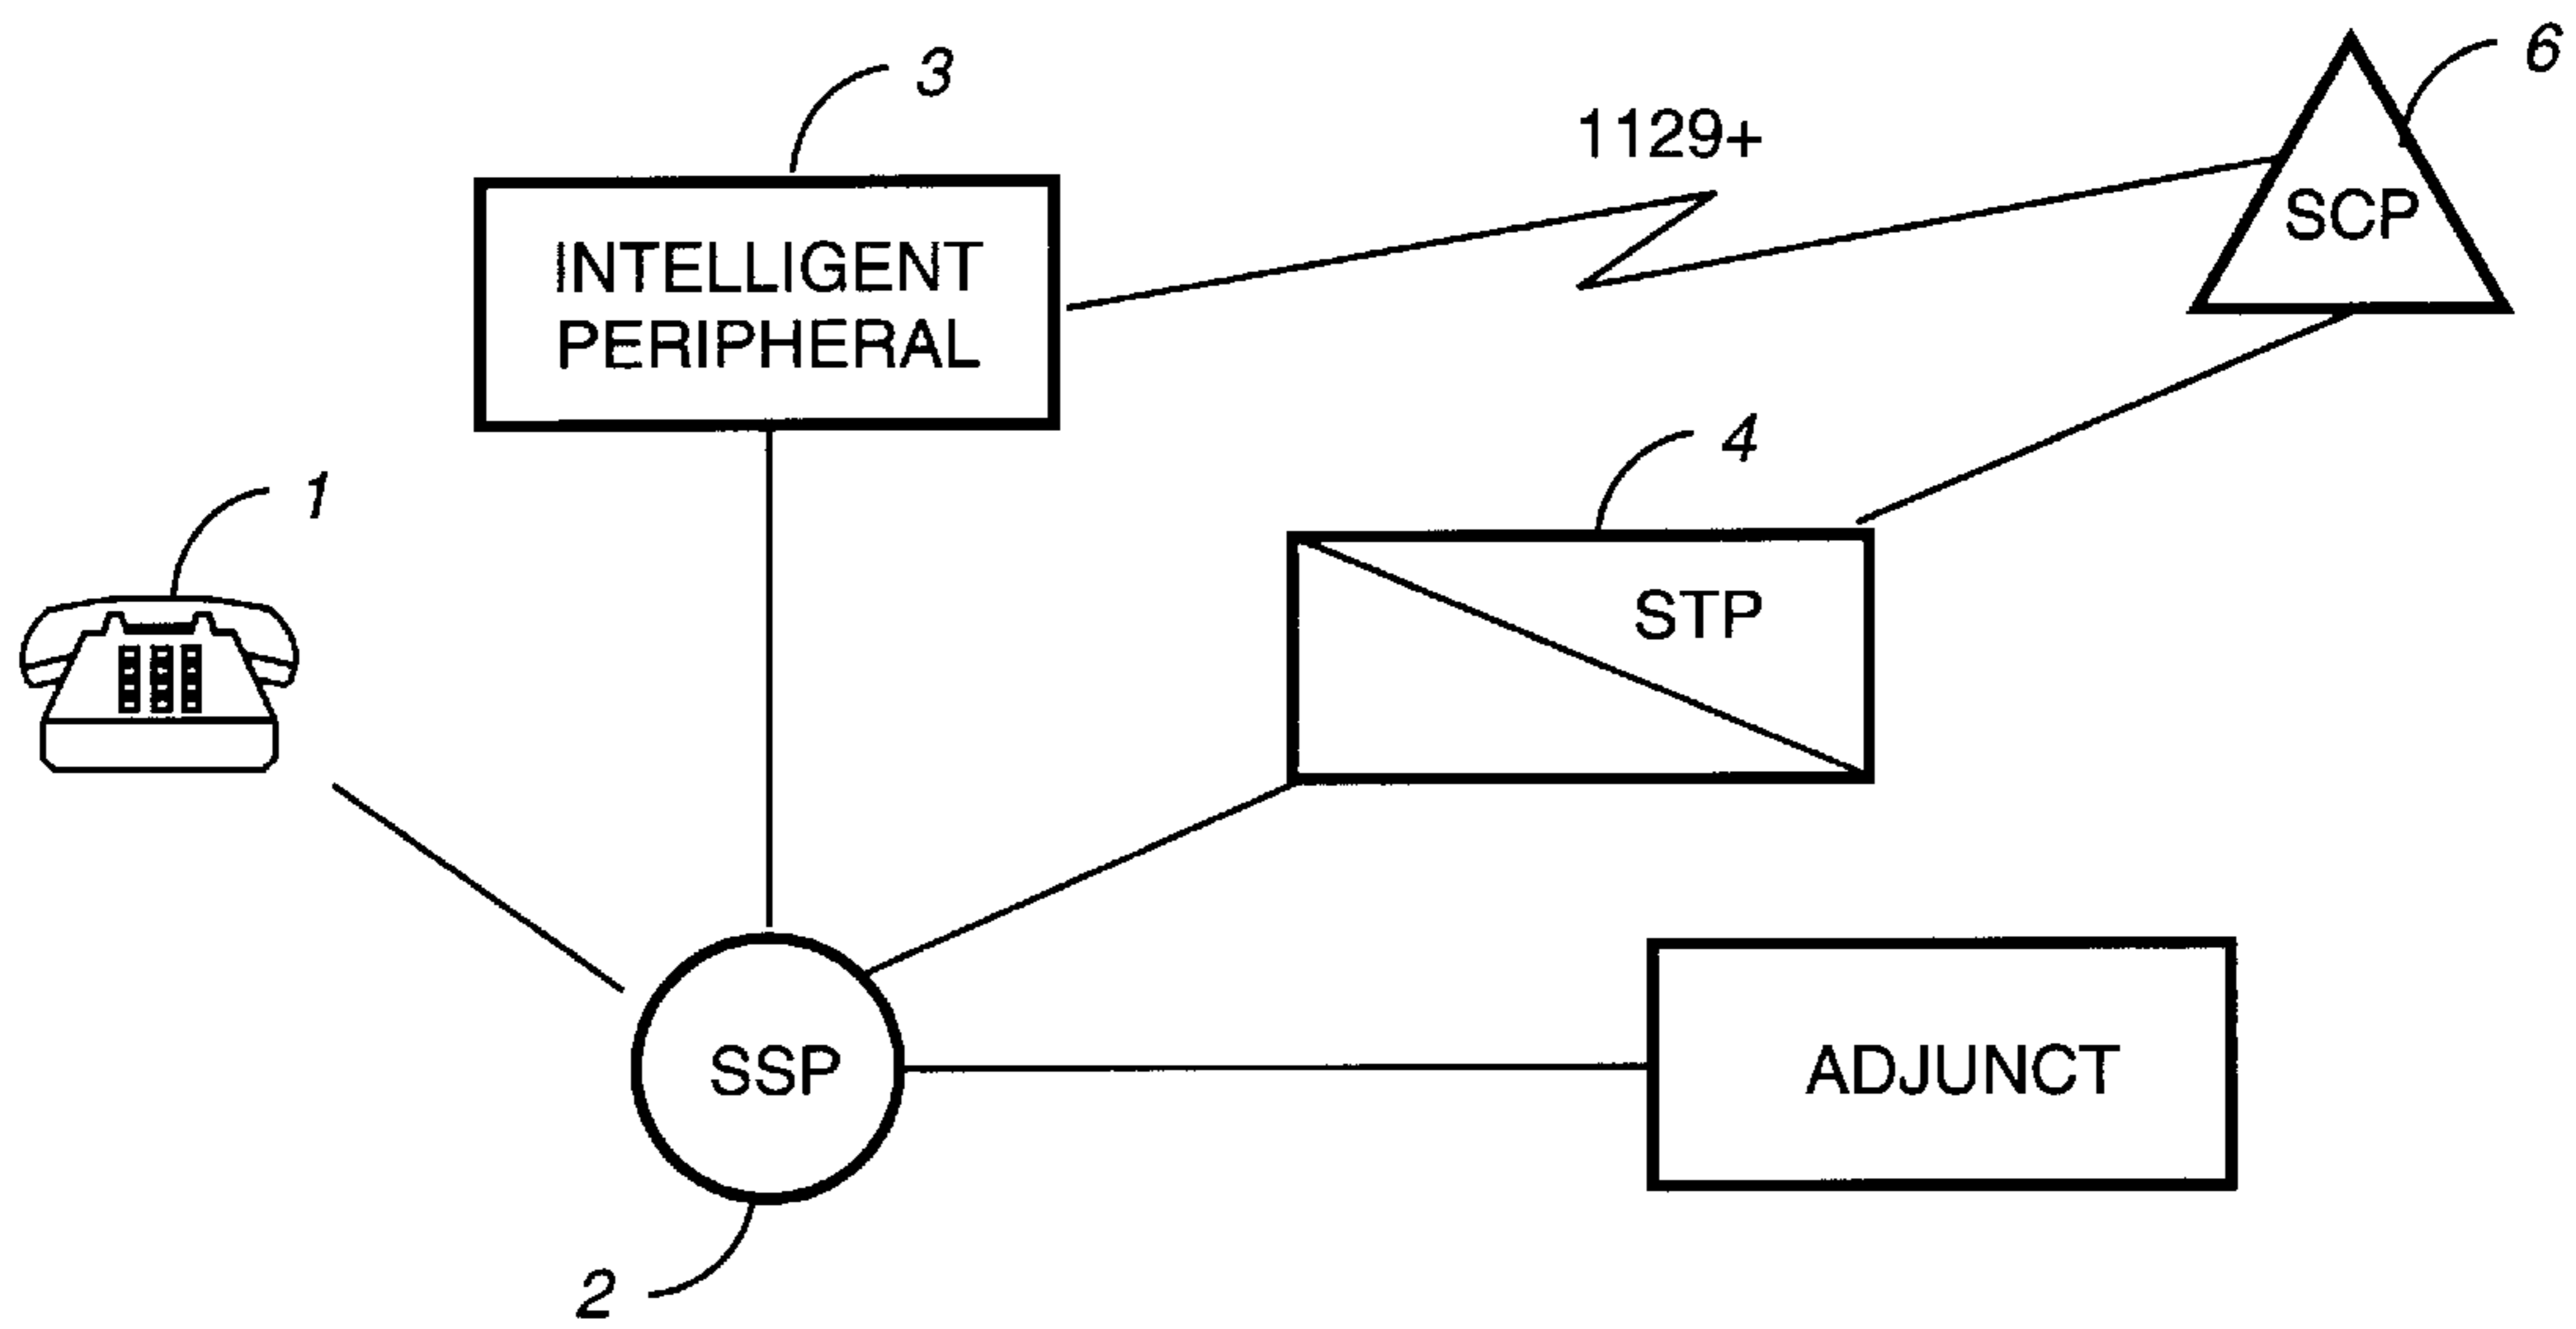 3
6
1129+
SCP
INTELLIGENT
PERIPHERAL
4
1
STP
SSP
ADJUNCT
2